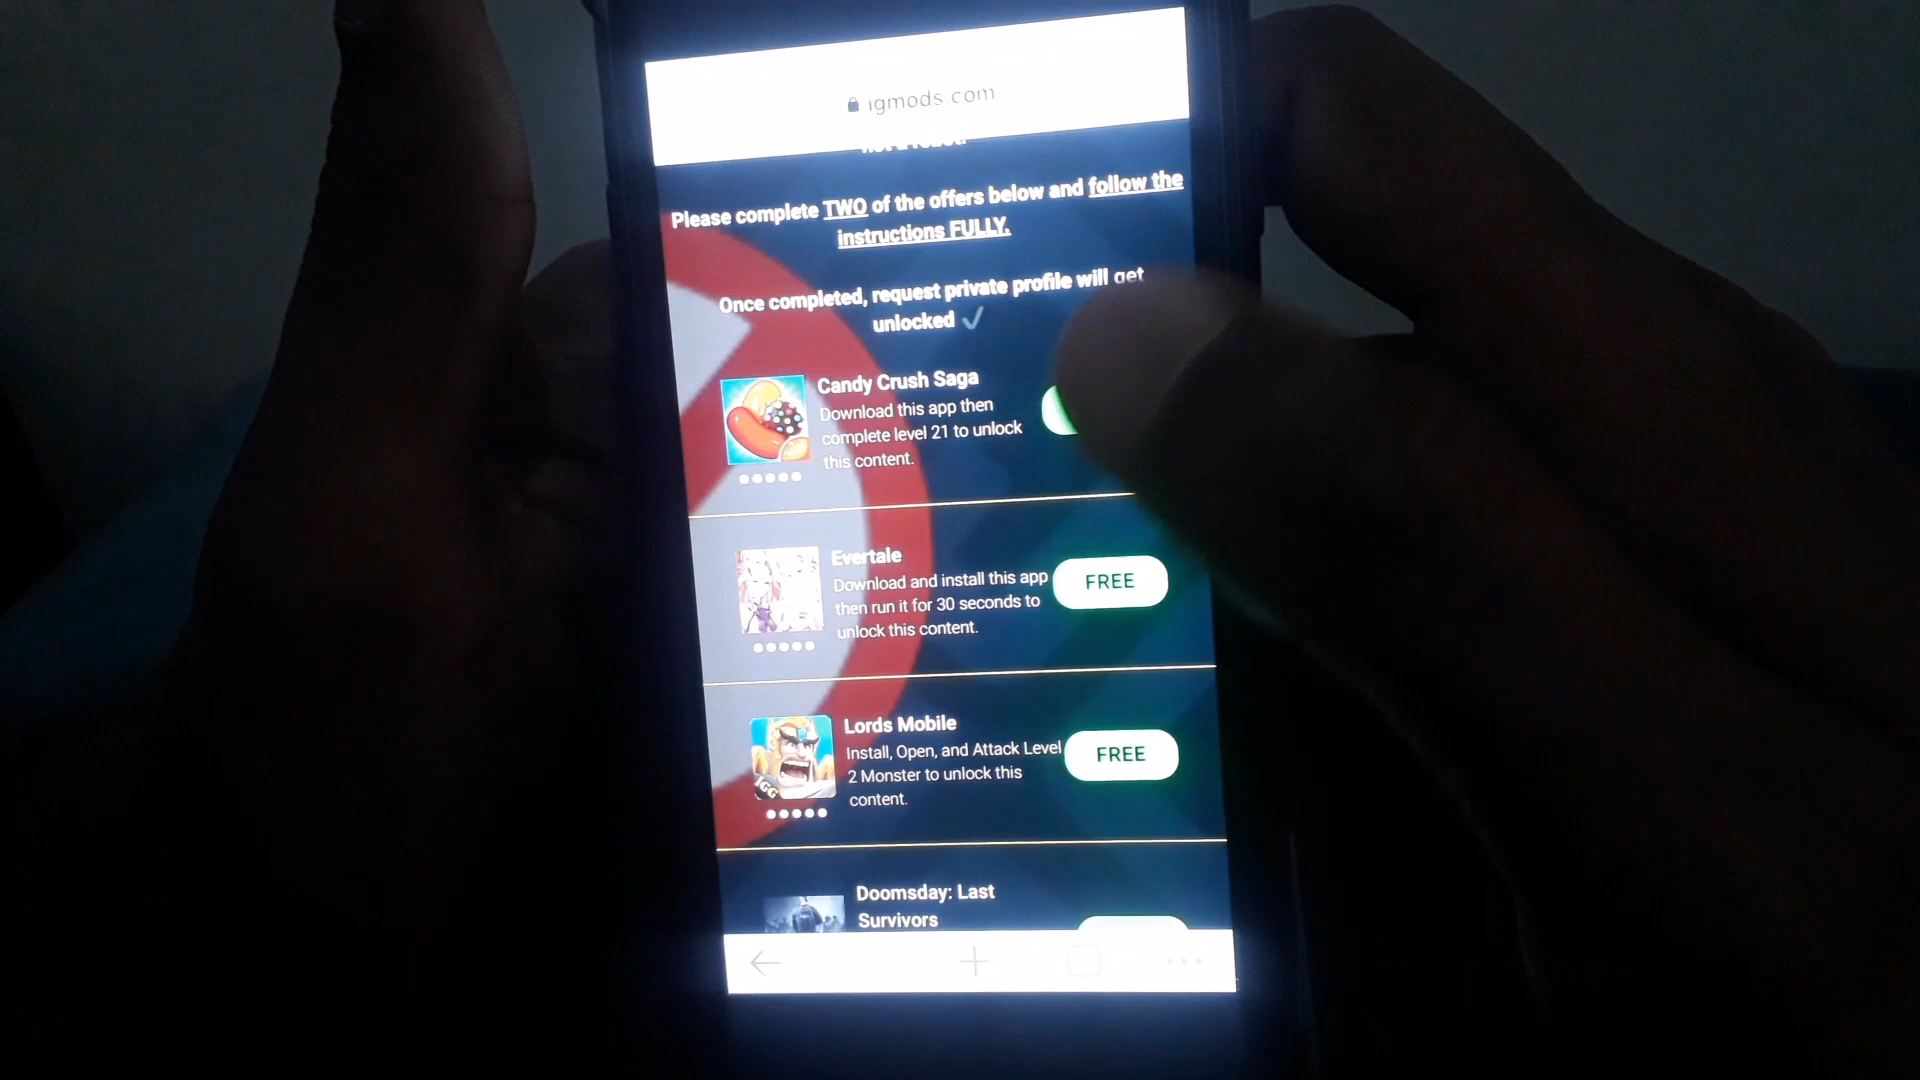 igmods.com
Please complete TWO of the offers below and follow the
instructions FULLY.
Once completed, request private profile will get
unlocked ✓
Candy Crush Saga
Download this app then
complete level 21 to unlock
this content.
Evertale
Download and install this app
then run it for 30 seconds to
unlock this content.
FREE
Lords Mobile
Install, Open, and Attack Level
2 Monster to unlock this
content.
FREE
IGG
Doomsday: Last
Survivors